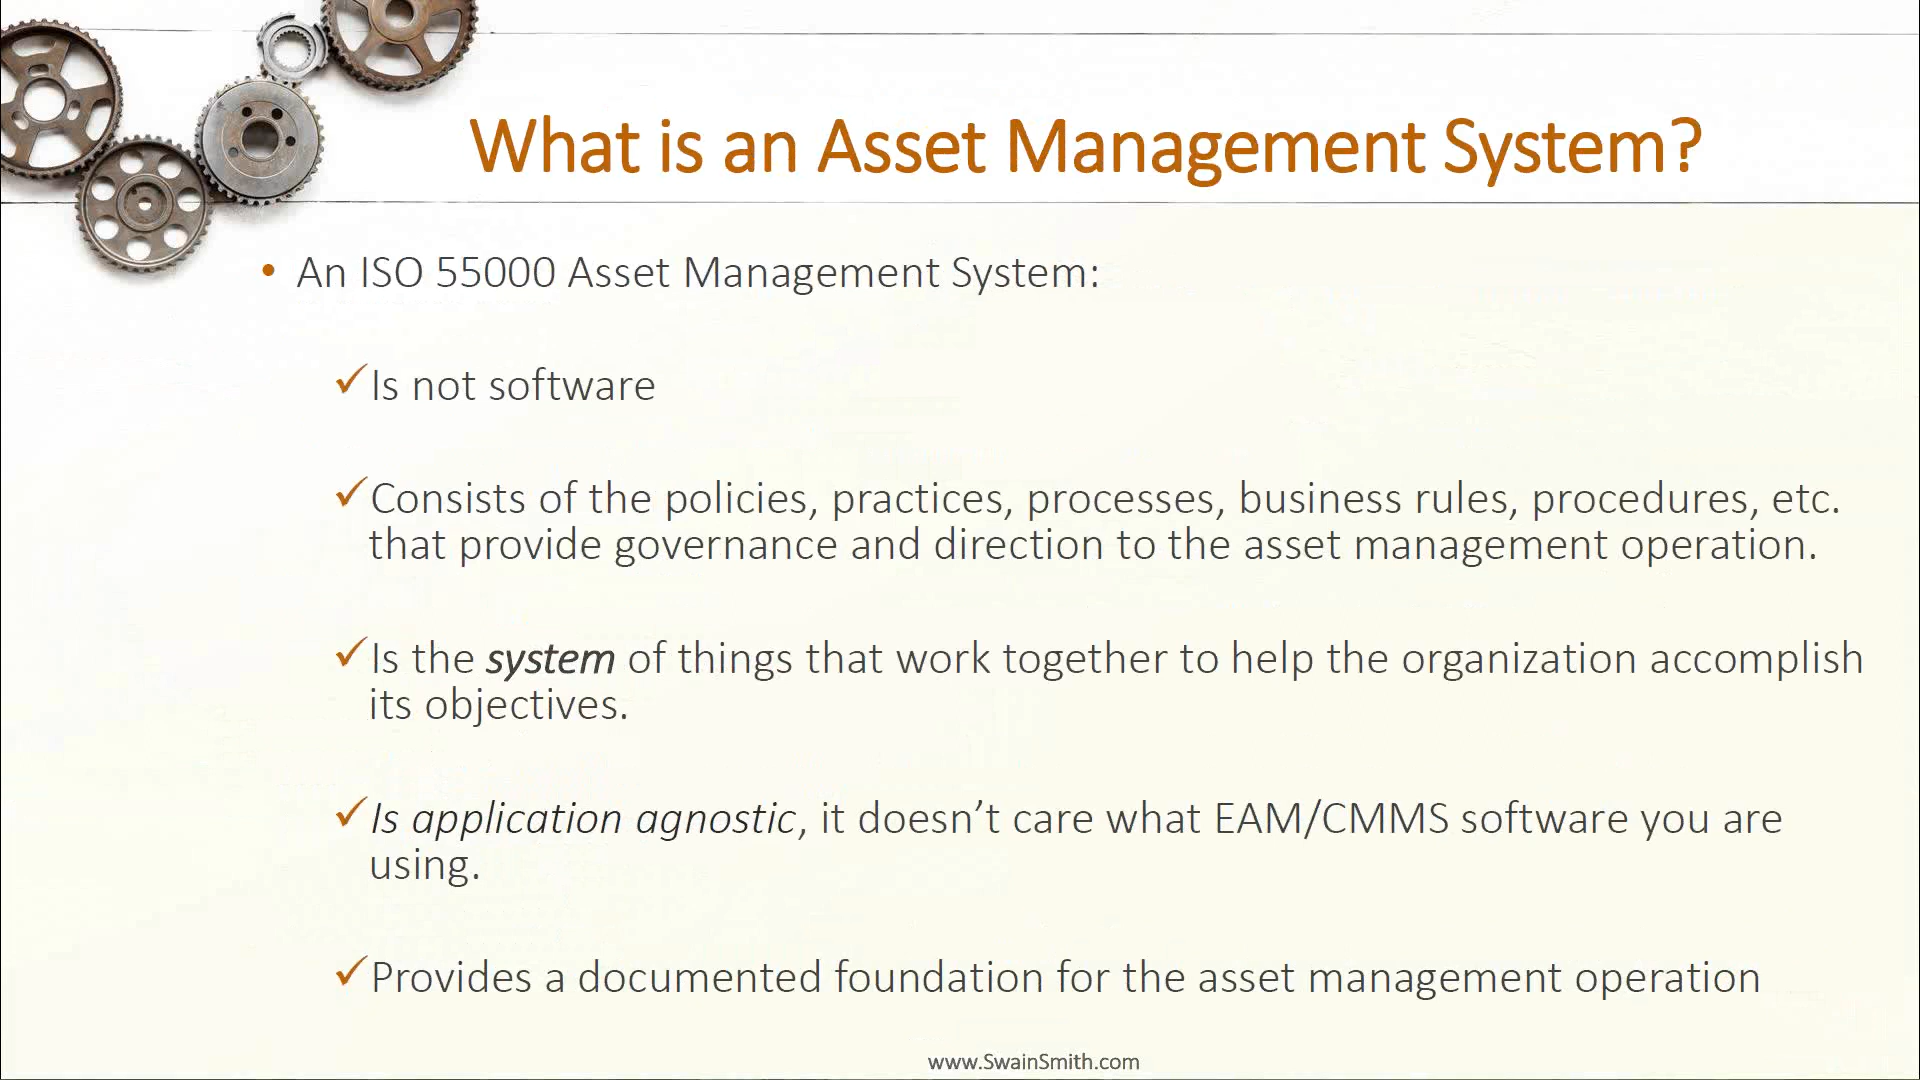 What is an Asset Management System?
• An ISO 55000 Asset Management System:
✓Is not software
✓Consists of the policies, practices, processes, business rules, procedures, etc.
that provide governance and direction to the asset management operation.
✓Is the system of things that work together to help the organization accomplish
its objectives.
✓Is application agnostic, it doesn’t care what EAM/CMMS software you are
using.
✓Provides a documented foundation for the asset management operation
www.SwainSmith.com